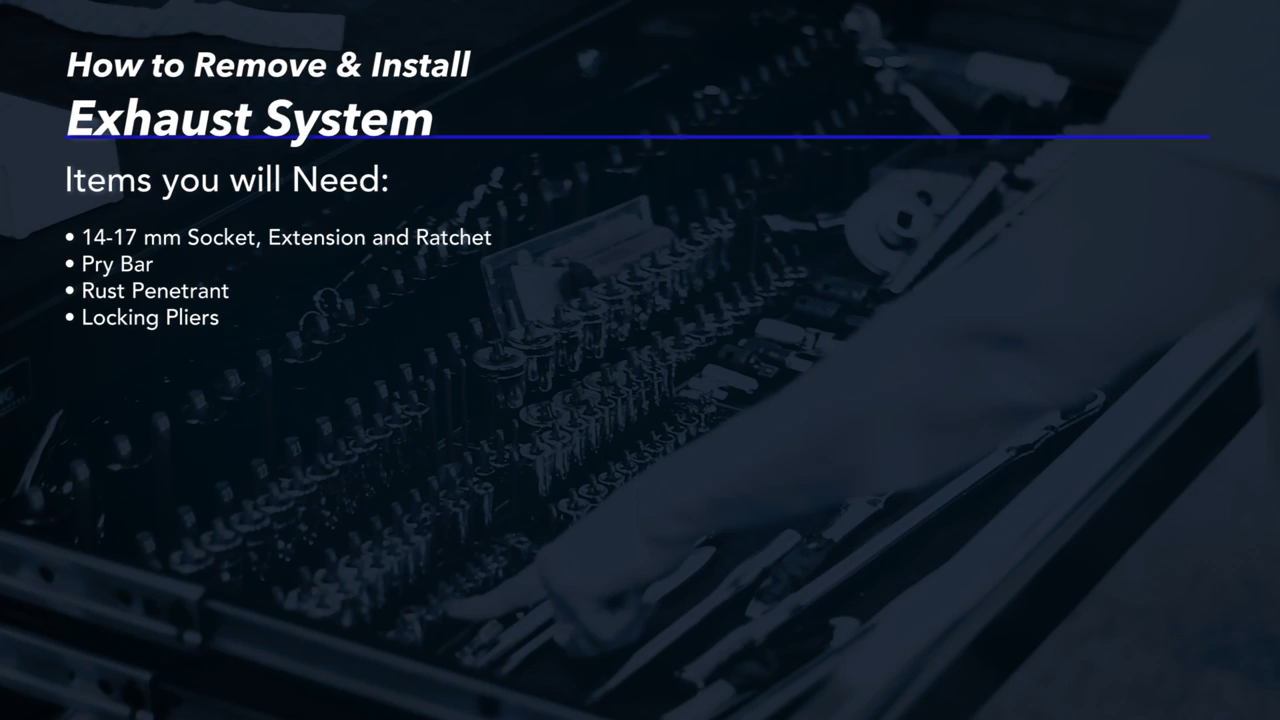 How to Remove & Install
Exhaust System
Items you will Need:
• 14-17 mm Socket, Extension and Ratchet
• Pry Bar
• Rust Penetrant
• Locking Pliers